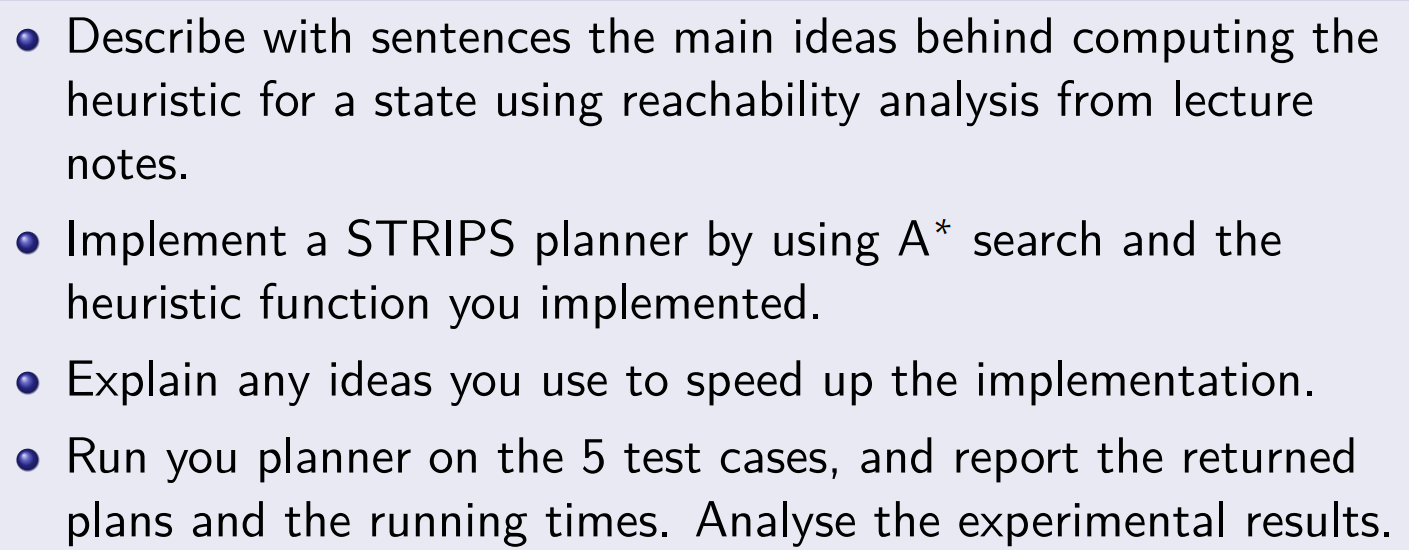 Describe with sentences the main ideas behind computing the
heuristic for a state using reachability analysis from lecture
notes.
Implement a STRIPS planner by using A* search and the
heuristic function you implemented.
Explain any ideas you use to speed up the implementation.
Run you planner on the 5 test cases, and report the returned
plans and the running times. Analyse the experimental results.